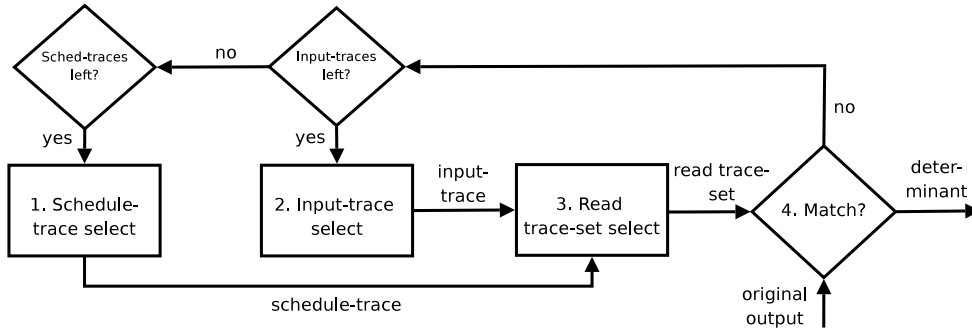 Sched-traces
left?
no
Input-traces
left?
yes
yes
no
1. Schedule-
trace select
2. Input-trace
select
input-
trace
3. Read
trace-set select
read trace-
set
4. Match?
deter-
minant
schedule-trace
original
output